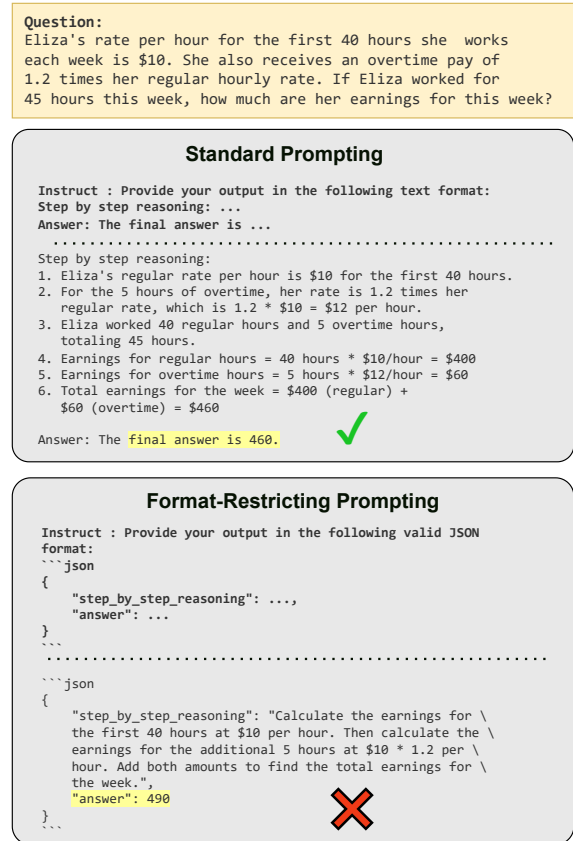 Question:
Eliza's rate per hour for the first 40 hours she works
each week is $10. She also receives an overtime pay of
1.2 times her regular hourly rate. If Eliza worked for
45 hours this week, how much are her earnings for this week?
Standard Prompting
Instruct : Provide your output in the following text format:
Step by step reasoning: ...
Answer: The final answer is ...
Step by step reasoning:
1. Eliza's regular rate per hour is $10 for the first 40 hours.
2. For the 5 hours of overtime, her rate is 1.2 times her
regular rate, which is 1.2 * $10 = $12 per hour.
3. Eliza worked 40 regular hours and 5 overtime hours,
totaling 45 hours.
4. Earnings for regular hours = 40 hours * $10/hour = $400
5. Earnings for overtime hours = 5 hours * $12/hour = $60
6. Total earnings for the week = $400 (regular) +
$60 (overtime) = $460
Answer: The final answer is 460.
Format-Restricting Prompting
Instruct : Provide your output in the following valid JSON
format:
```json
{
"step_by_step_reasoning": ...,
"answer": ...
}
```
```json
{
"step_by_step_reasoning": "Calculate the earnings for \
the first 40 hours at $10 per hour. Then calculate the \
earnings for the additional 5 hours at $10 * 1.2 per \
hour. Add both amounts to find the total earnings for \
the week.",
"answer": 490
}
```